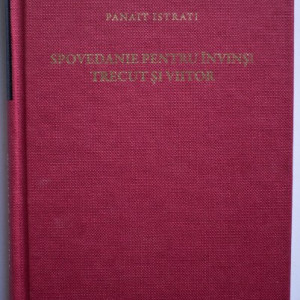 PANAIT ISTRATI
SPOVEDANIE PENTRU ÎNVINȘI
TRECUT ȘI VIITOR